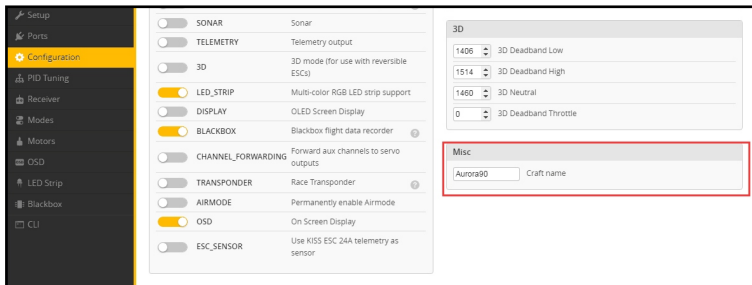 Setup
Ports
Configuration
PID Tuning
Receiver
Modes
Motors
OSD
LED Strip
Blackbox
CLI
SONAR Sonar
TELEMETRY Telemetry output
3D 3D mode (for use with reversible
ESCs)
LED_STRIP Multi-color RGB LED strip support
DISPLAY OLED Screen Display
BLACKBOX Blackbox flight data recorder ?
CHANNEL_FORWARDING Forward aux channels to servo
outputs
TRANSPONDER Race Transponder ?
AIRMODE Permanently enable Airmode
OSD On Screen Display
ESC_SENSOR Use KISS ESC 24A telemetry as
sensor
3D
1406 3D Deadband Low
1514 3D Deadband High
1460 3D Neutral
0 3D Deadband Throttle
Misc
Aurora90 Craft name